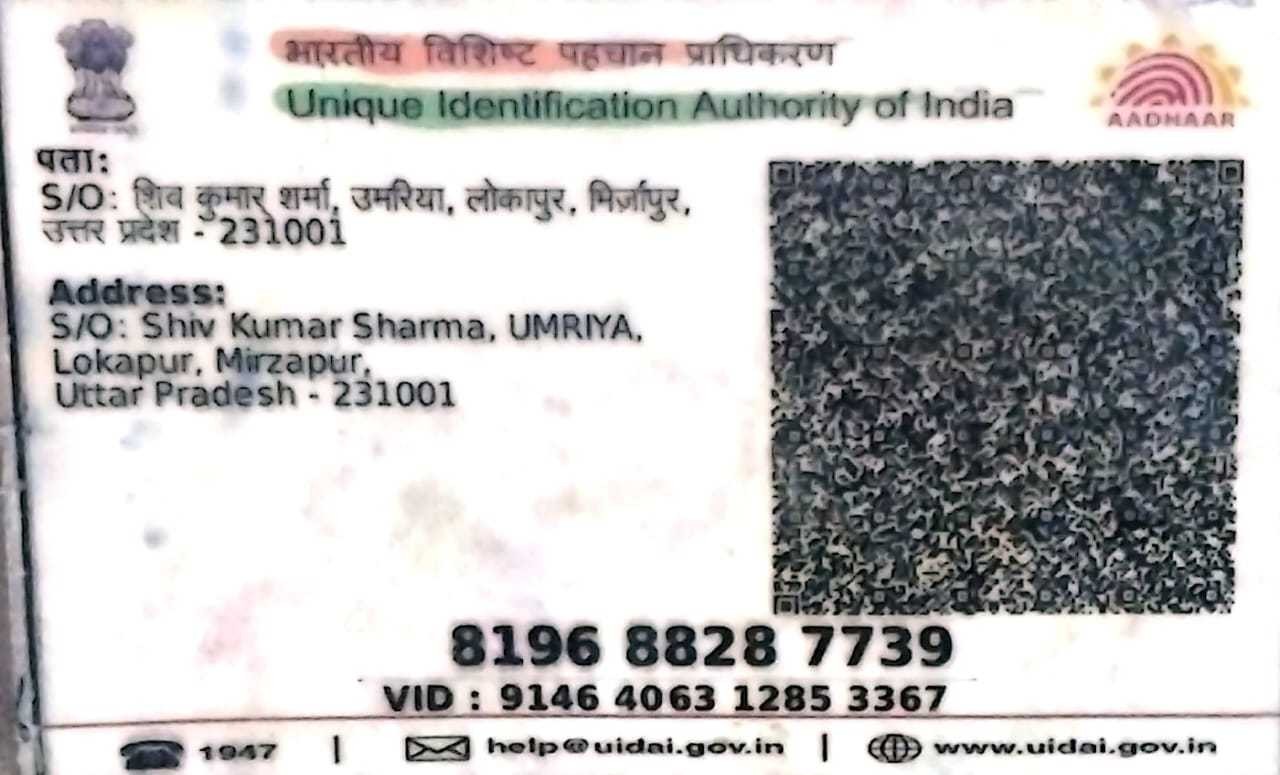 भारतीय विशिष्ट पहचान प्राधिकरण
Unique Identification Authority of India
AADHAAR
पता:
S/O: शिव कुमार शर्मा, उमरिया, लोकापुर, मिर्ज़ापुर,
उत्तर प्रदेश - 231001
Address:
S/O: Shiv Kumar Sharma, UMRIYA,
Lokapur, Mirzapur,
Uttar Pradesh - 231001
8196 8828 7739
VID : 9146 4063 1285 3367
1947 | help@uidai.gov.in | www.uidai.gov.in